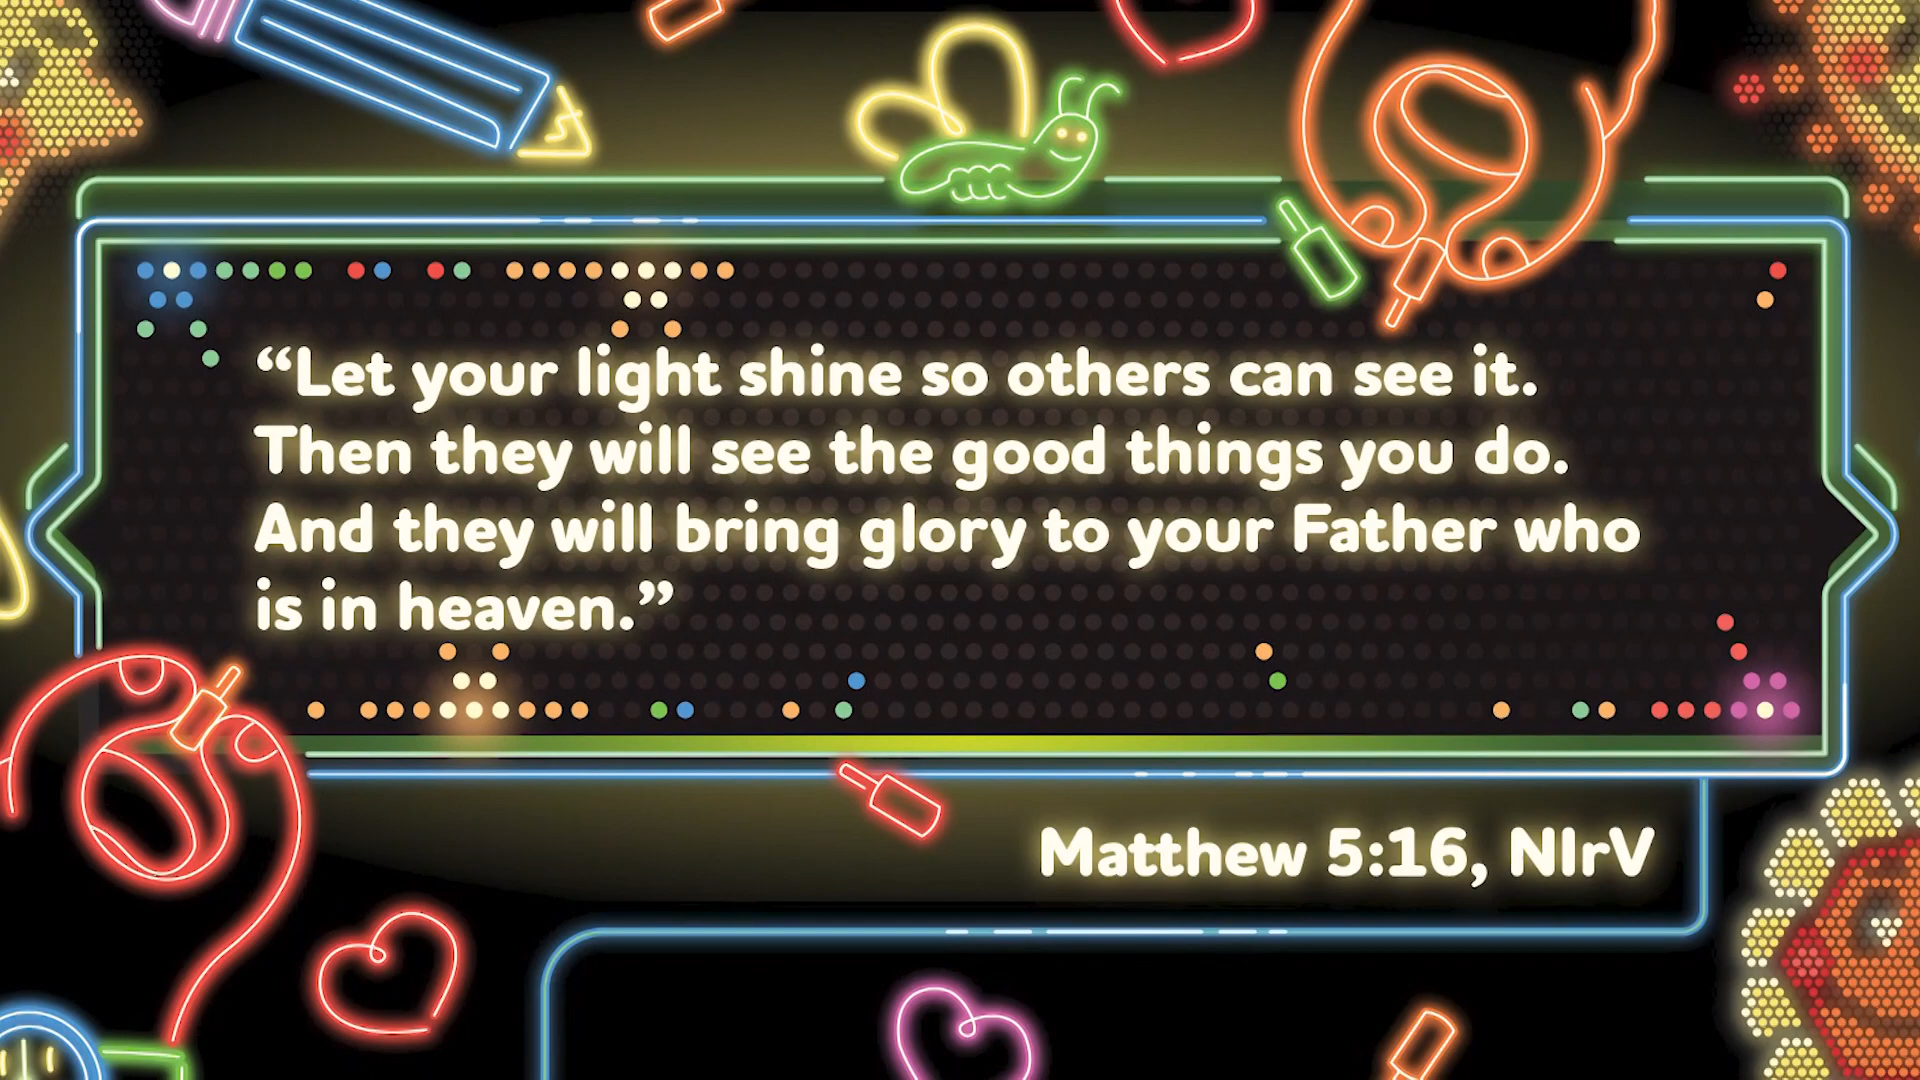 “Let your light shine so others can see it.
Then they will see the good things you do.
And they will bring glory to your Father who
is in heaven.”
Matthew 5:16, NIrV